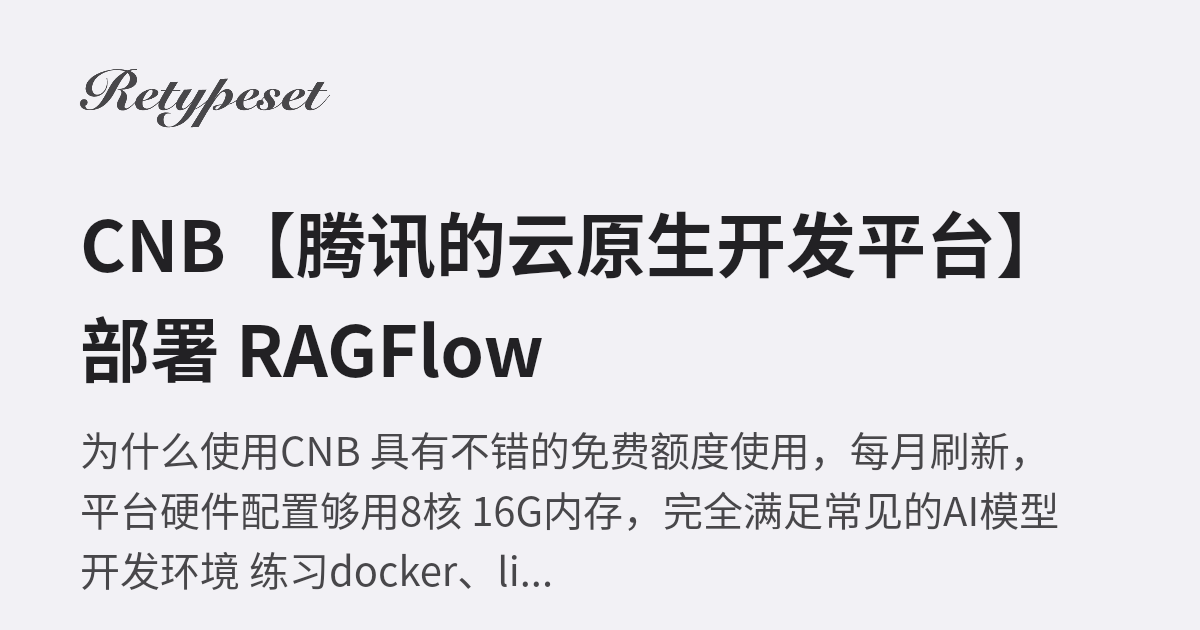 Retypeset
CNB【腾讯的云原生开发平台】
部署 RAGFlow
为什么使用CNB 具有不错的免费额度使用，每月刷新，
平台硬件配置够用8核 16G内存，完全满足常见的AI模型
开发环境 练习docker、li...